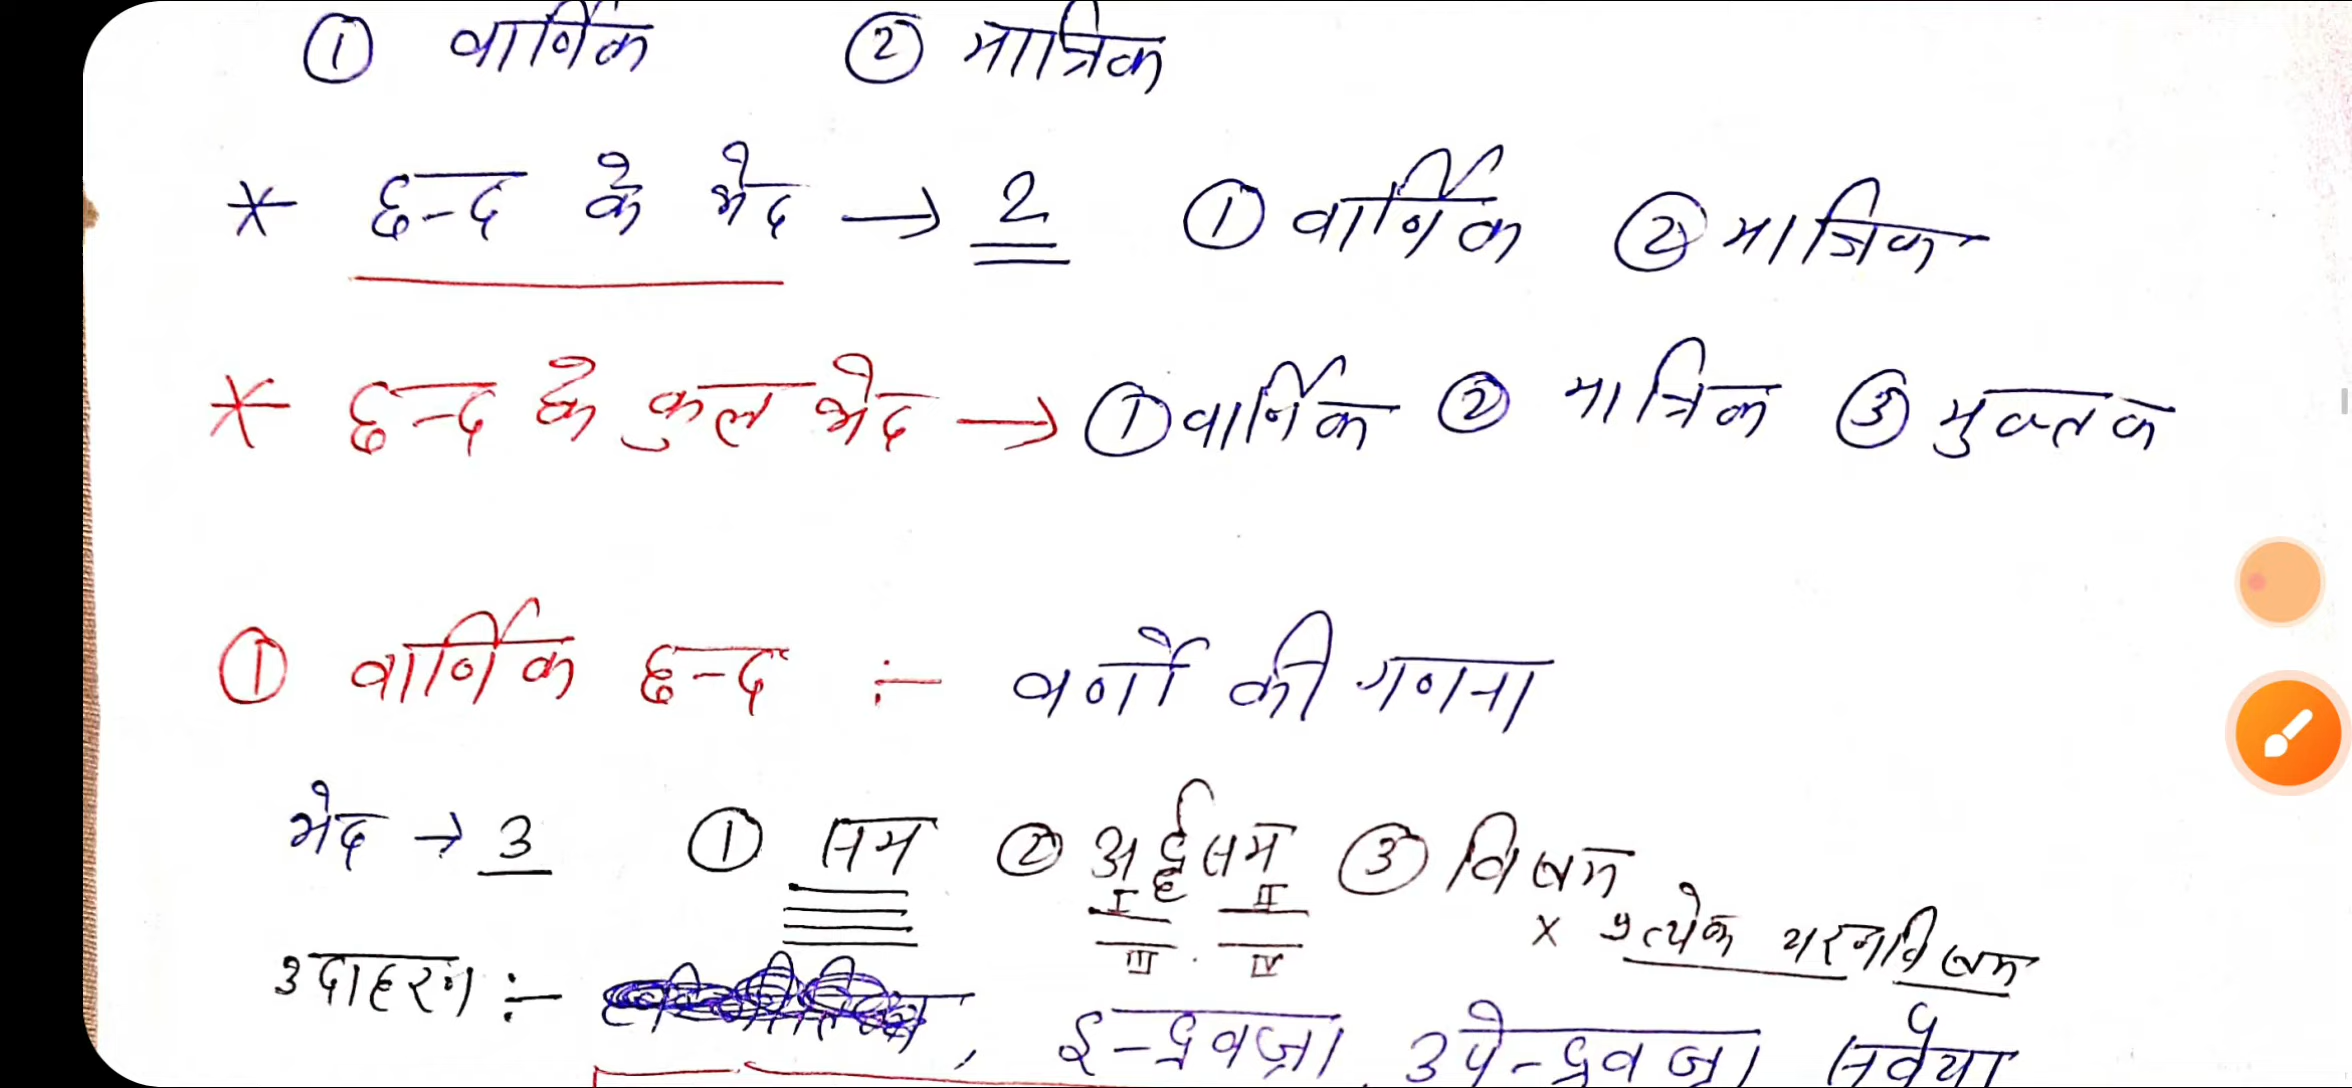 ① वार्णिक ② मात्रिक
* छन्द के भेद → 2 ① वार्णिक ② मात्रिक
* छन्द के कुल भेद → ① वार्णिक ② मात्रिक ③ मुक्तक
① वार्णिक छन्द :- वर्णों की गणना
भेद → 3 ① सम ② अर्द्धसम ③ विषम
I II
x प्रत्येक चरण विषम
III . IV
उदाहरण :- , इन्द्रवज्रा, उपेन्द्रवज्रा सवैया